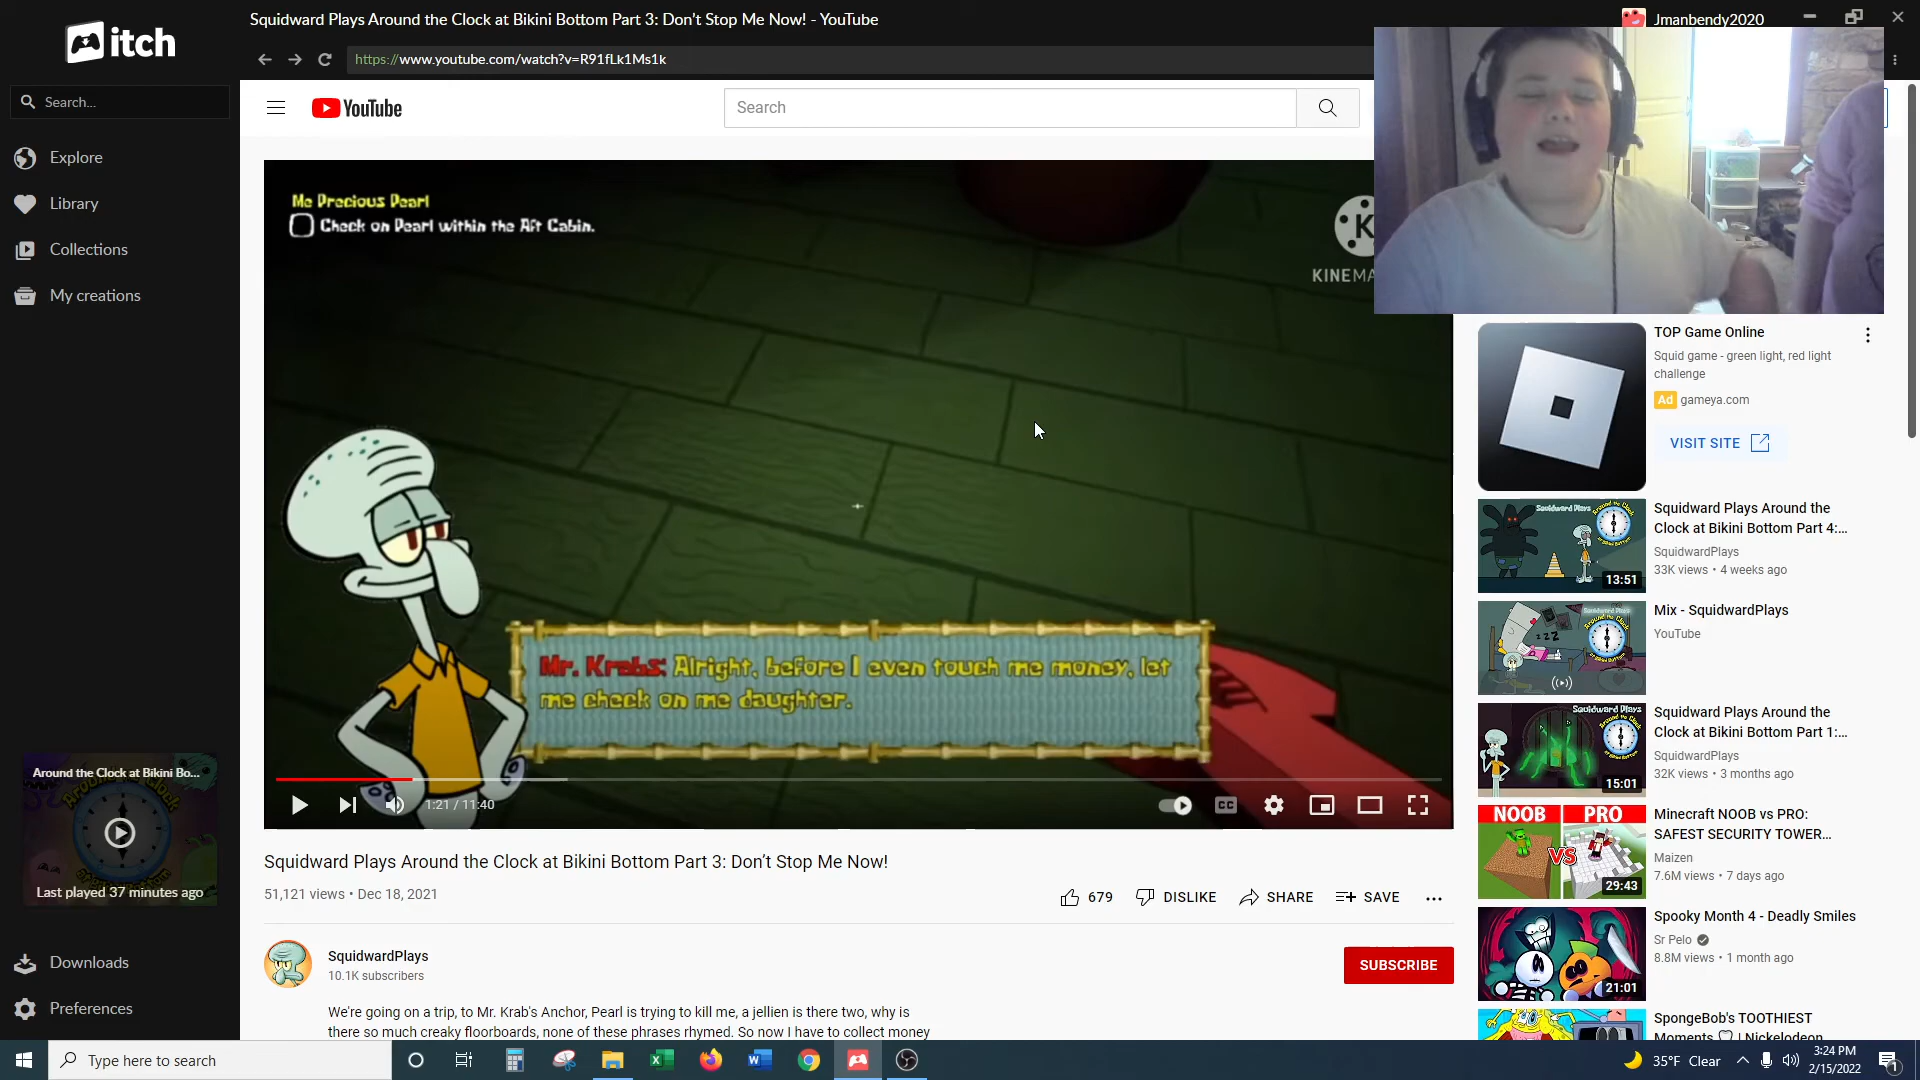 itch
Squidward Plays Around the Clock at Bikini Bottom Part 3: Don't Stop Me Now! - YouTube
Jmanbendy2020
https://www.youtube.com/watch?v=R91fLk1Ms1k
Search...
Explore
Library
Collections
My creations
Around the Clock at Bikini Bo...
Last played 37 minutes ago
Downloads
Preferences
YouTube
Search
Me Precious Pearl
Check on Pearl within the Aft Cabin.
KINEMA
Mr. Krabs: Alright, before I even touch me money, let
me check on me daughter.
1:21 / 11:40
CC
Squidward Plays Around the Clock at Bikini Bottom Part 3: Don't Stop Me Now!
51,121 views • Dec 18, 2021
679
DISLIKE
SHARE
SAVE
SquidwardPlays
10.1K subscribers
SUBSCRIBE
We're going on a trip, to Mr. Krab's Anchor, Pearl is trying to kill me, a jellien is there two, why is
there so much creaky floorboards, none of these phrases rhymed. So now I have to collect money
TOP Game Online
Squid game - green light, red light
challenge
Ad gameya.com
VISIT SITE
Squidward Plays
13:51
Squidward Plays Around the
Clock at Bikini Bottom Part 4:...
SquidwardPlays
33K views • 4 weeks ago
Mix - SquidwardPlays
YouTube
Squidward Plays
15:01
Squidward Plays Around the
Clock at Bikini Bottom Part 1:...
SquidwardPlays
32K views • 3 months ago
NOOB
PRO
VS
29:43
Minecraft NOOB vs PRO:
SAFEST SECURITY TOWER...
Maizen
7.6M views • 7 days ago
21:01
Spooky Month 4 - Deadly Smiles
Sr Pelo
8.8M views • 1 month ago
SpongeBob's TOOTHIEST
Moments | Nickelodeon
Type here to search
35°F Clear
3:24 PM
2/15/2022
1